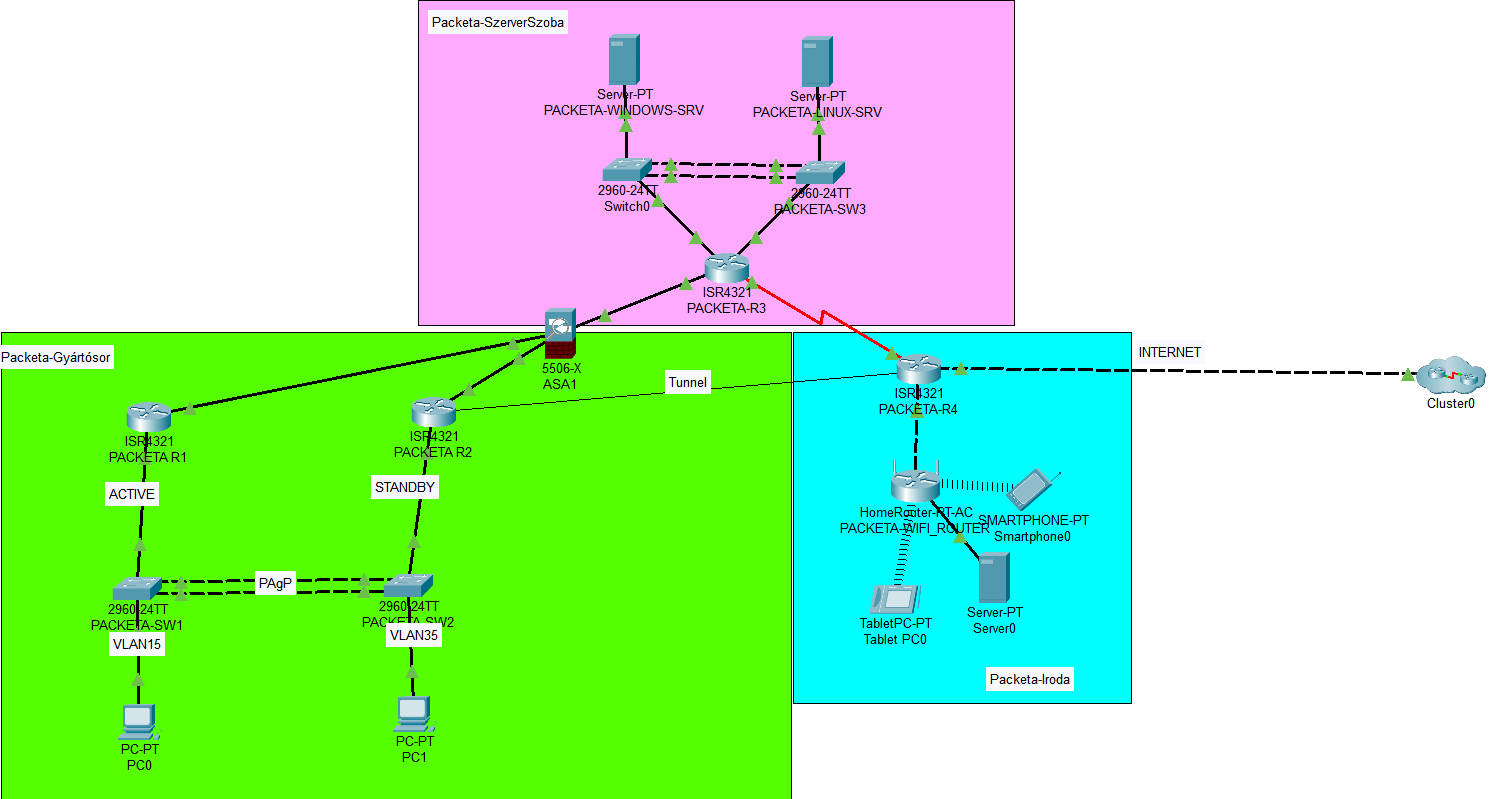 Packeta-SzerverSzoba
Server-PT
PACKETA-WINDOWS-SRV
Server-PT
PACKETA-LINUX-SRV
2960-24TT
Switch0
2960-24TT
PACKETA-SW3
ISR4321
PACKETA-R3
Packeta-Gyártósor
5506-X
ASA1
Tunnel
INTERNET
Cluster0
ISR4321
PACKETA-R4
ISR4321
PACKETA R1
ISR4321
PACKETA R2
ACTIVE
STANDBY
HomeRouter-PT-AC
PACKETA-WIFI_ROUTER
SMARTPHONE-PT
Smartphone0
PAgP
2960-24TT
PACKETA-SW1
VLAN15
2960-24TT
PACKETA-SW2
VLAN35
TabletPC-PT
Tablet PC0
Server-PT
Server0
Packeta-Iroda
PC-PT
PC0
PC-PT
PC1